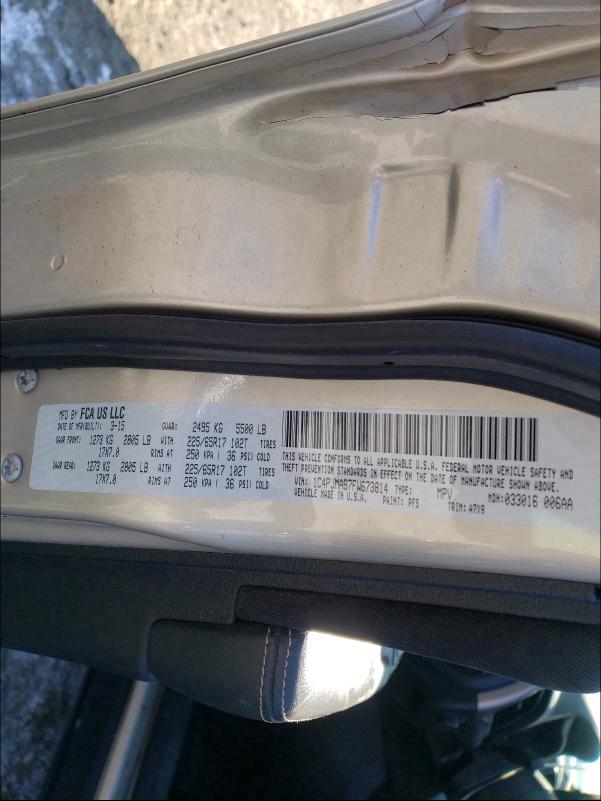 MFD BY FCA US LLC
DATE OF MFR(BUILT): 3-15 GVWR: 2495 KG 5500 LB
GAWR FRONT: 1273 KG 2805 LB WITH 225/65R17 102T TIRES
17X7.0 RIMS AT 250 KPA ( 36 PSI) COLD
GAWR REAR: 1273 KG 2805 LB WITH 225/65R17 102T TIRES
17X7.0 RIMS AT 250 KPA ( 36 PSI) COLD
THIS VEHICLE CONFORMS TO ALL APPLICABLE U.S.A. FEDERAL MOTOR VEHICLE SAFETY AND
THEFT PREVENTION STANDARDS IN EFFECT ON THE DATE OF MANUFACTURE SHOWN ABOVE.
VIN: 1C4PJMAB7FW673814 TYPE: MPV MDH:033016 006AA
VEHICLE MADE IN U.S.A. PAINT: PFS TRIM: A7X9